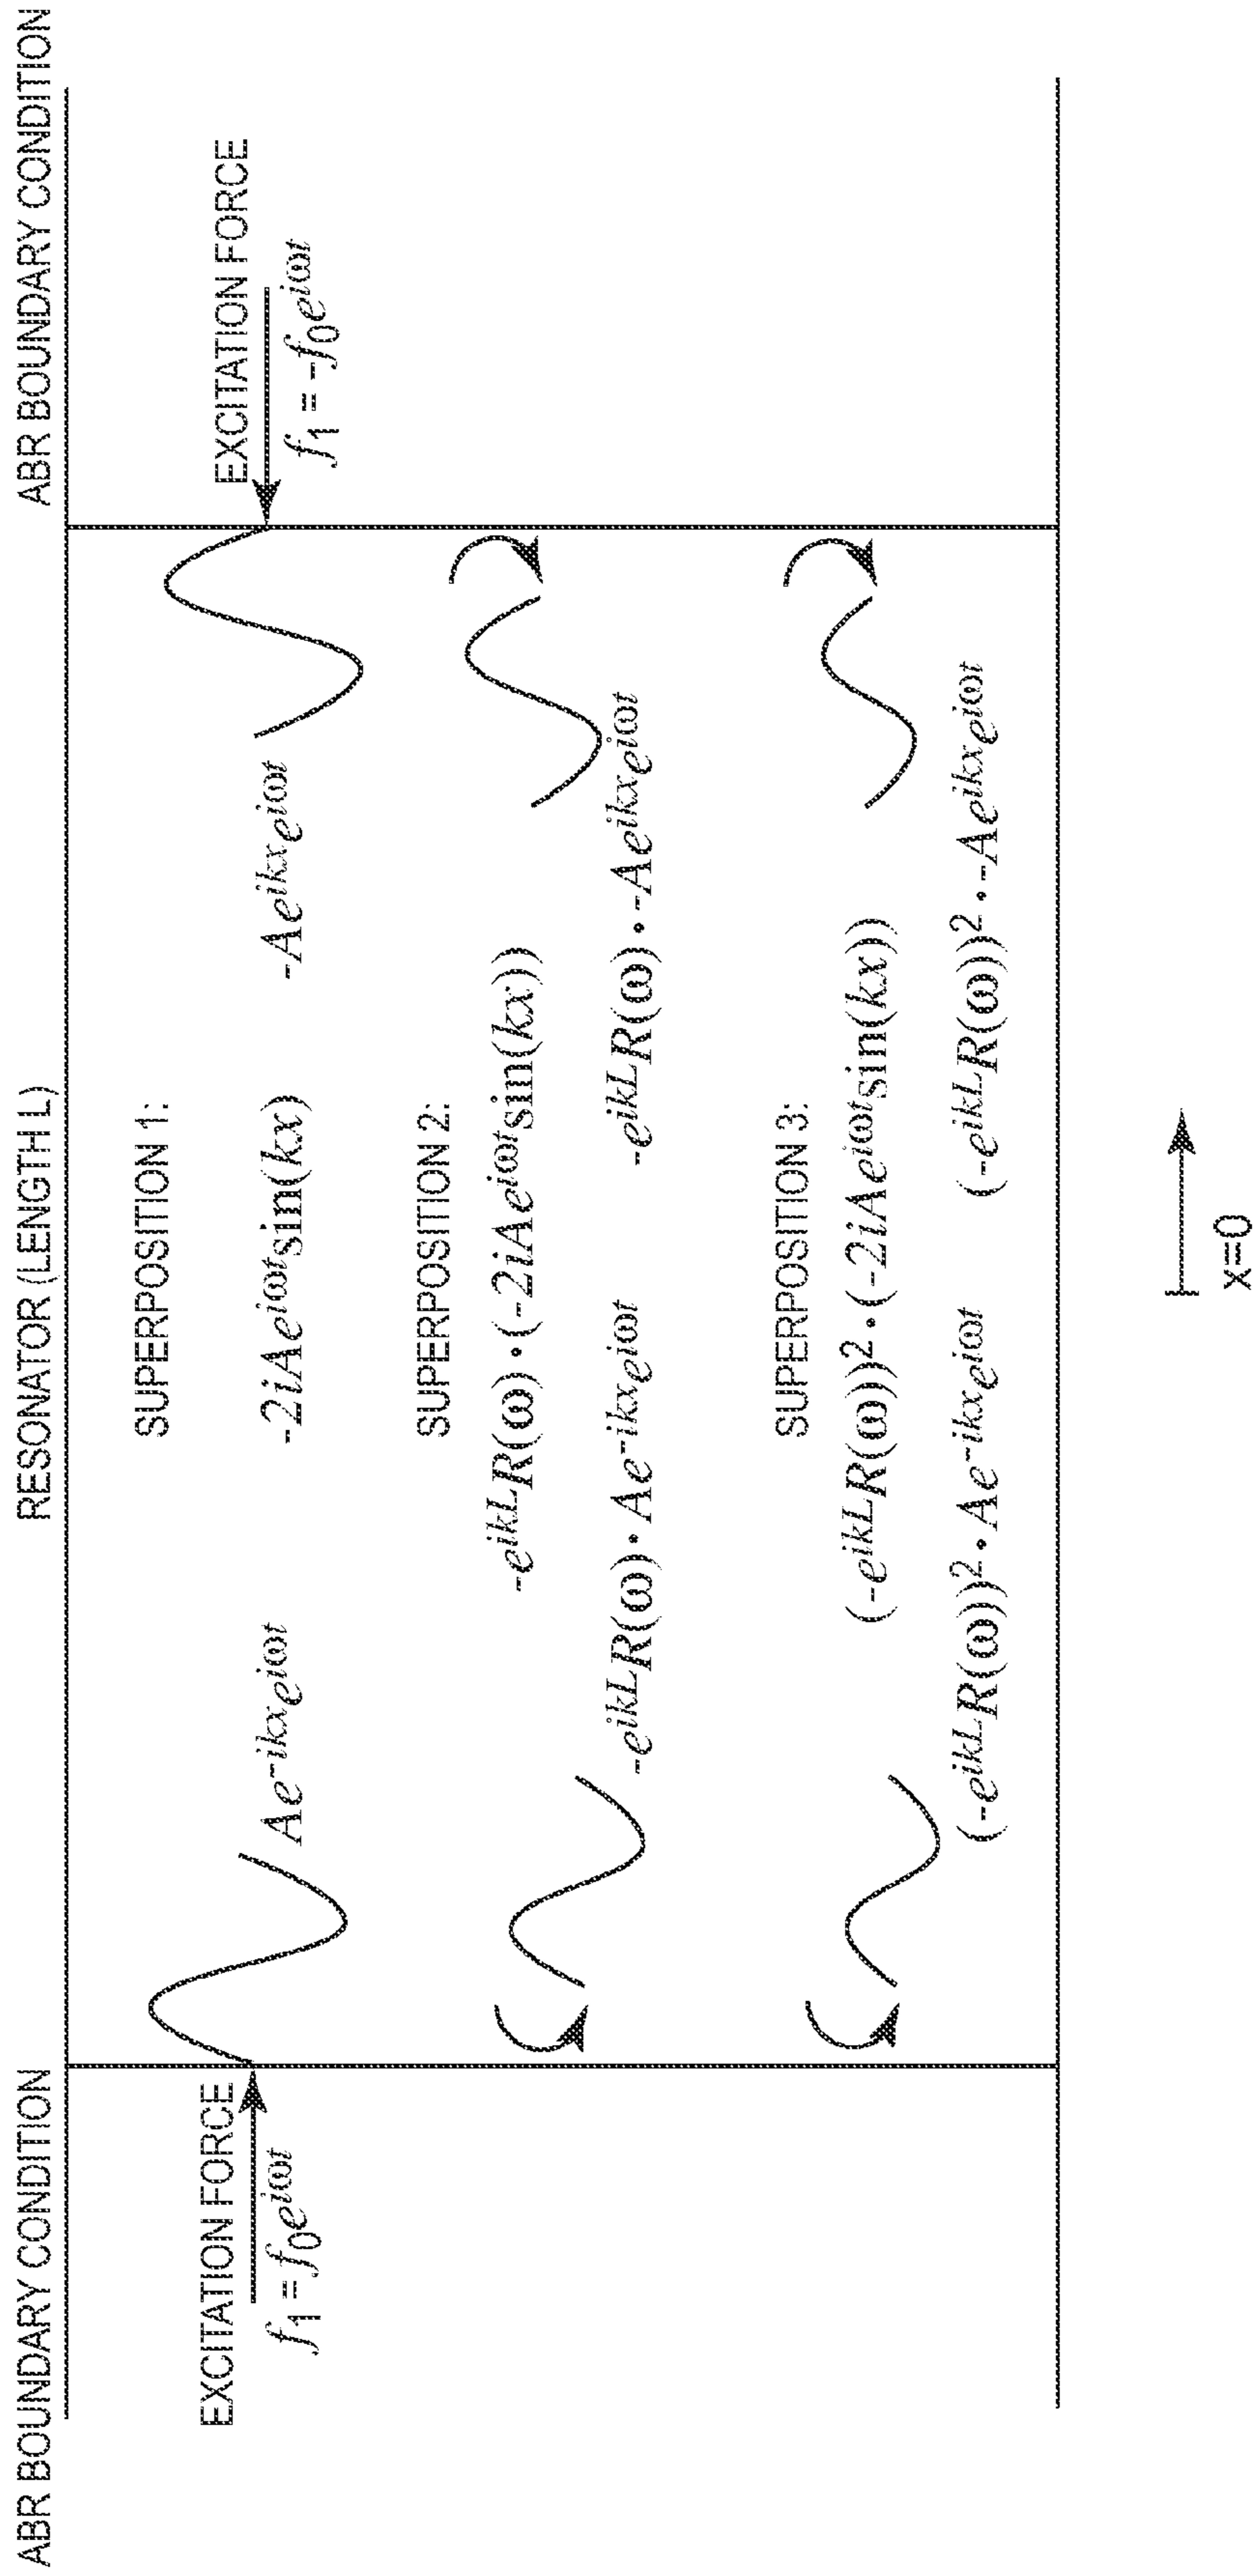 ABR BOUNDARY CONDITION
RESONATOR (LENGTH L)
ABR BOUNDARY CONDITION
EXCITATION FORCE
f₁ = f₀e^{iωt}
SUPERPOSITION 1:
Ae^{-ikx}e^{iωt}
-2iAe^{iωt}sin(kx)
-Ae^{ikx}e^{iωt}
EXCITATION FORCE
f₁ = -f₀e^{iωt}
SUPERPOSITION 2:
-e^{ikL}R(ω)·(-2iAe^{iωt}sin(kx))
-e^{ikL}R(ω)·Ae^{-ikx}e^{iωt}
-e^{ikL}R(ω)·-Ae^{ikx}e^{iωt}
SUPERPOSITION 3:
(-e^{ikL}R(ω))²·(-2iAe^{iωt}sin(kx))
(-e^{ikL}R(ω))²·Ae^{-ikx}e^{iωt}
(-e^{ikL}R(ω))²·-Ae^{ikx}e^{iωt}
x=0